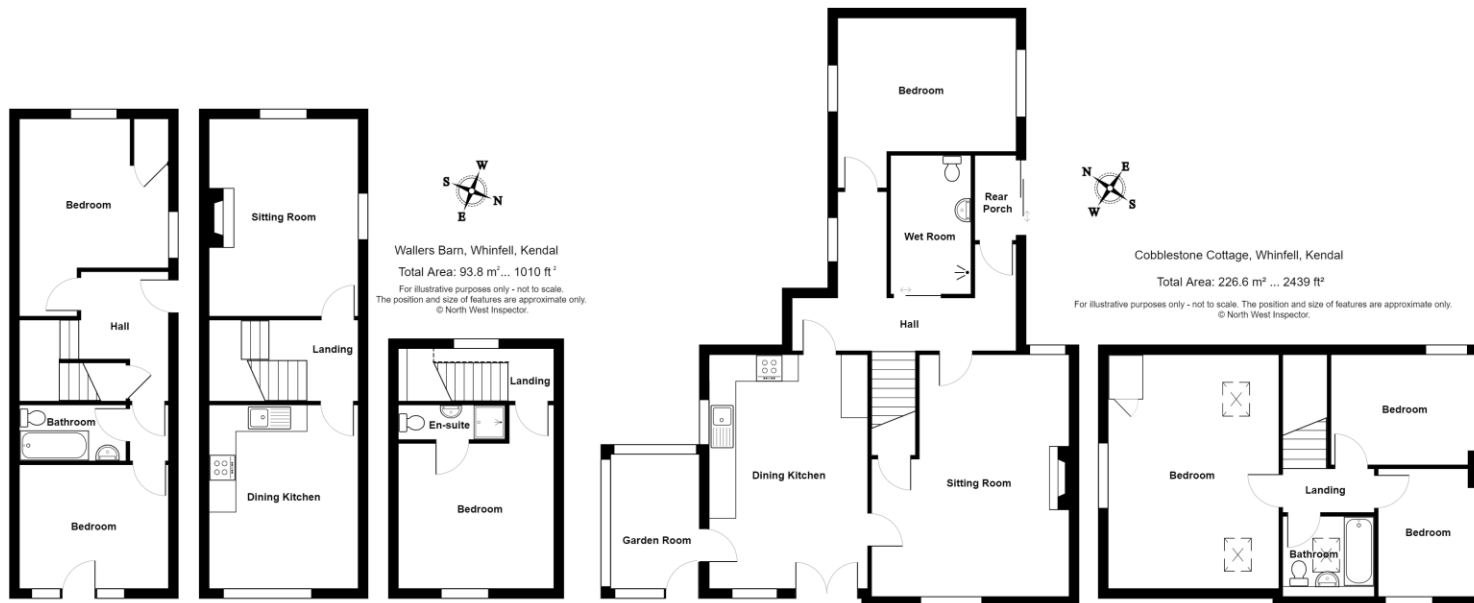 Bedroom
Hall
Bathroom
Bedroom
Sitting Room
Landing
Dining Kitchen
W
S
N
E
Wallers Barn, Whinfell, Kendal
Total Area: 93.8 m²... 1010 ft²
For illustrative purposes only - not to scale.
The position and size of features are approximate only.
© North West Inspector.
Landing
En-suite
Bedroom
Bedroom
Rear
Porch
Wet Room
Hall
Dining Kitchen
Sitting Room
Garden Room
E
N
W
S
Cobblestone Cottage, Whinfell, Kendal
Total Area: 226.6 m² ... 2439 ft²
For illustrative purposes only - not to scale. The position and size of features are approximate only.
© North West Inspector.
Bedroom
Bedroom
Landing
Bathroom
Bedroom